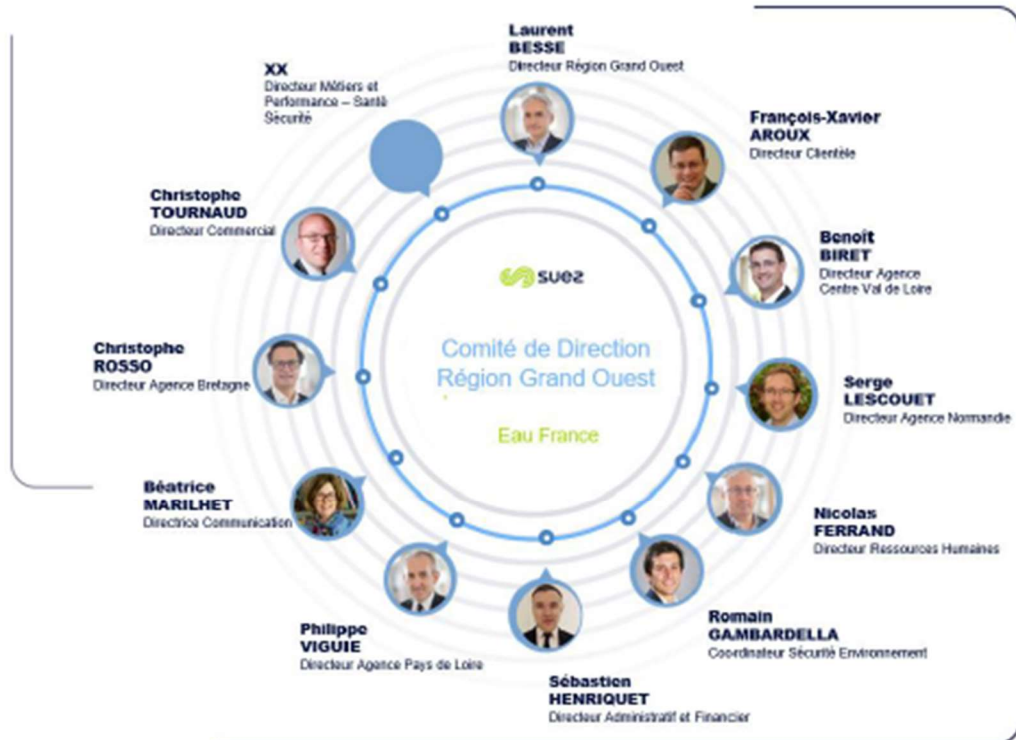 Laurent
BESSE
Directeur Région Grand Ouest
François-Xavier
AROUX
Directeur Clientèle
Benoît
BIRET
Directeur Agence
Centre Val de Loire
Serge
LESCOUET
Directeur Agence Normandie
Nicolas
FERRAND
Directeur Ressources Humaines
Romain
GAMBARDELLA
Coordinateur Sécurité Environnement
Sébastien
HENRIQUET
Directeur Administratif et Financier
Philippe
VIGUIE
Directeur Agence Pays de Loire
Béatrice
MARILHET
Directrice Communication
Christophe
ROSSO
Directeur Agence Bretagne
Christophe
TOURNAUD
Directeur Commercial
XX
Directeur Métiers et
Performance – Santé
Sécurité
suez
Comité de Direction
Région Grand Ouest
Eau France